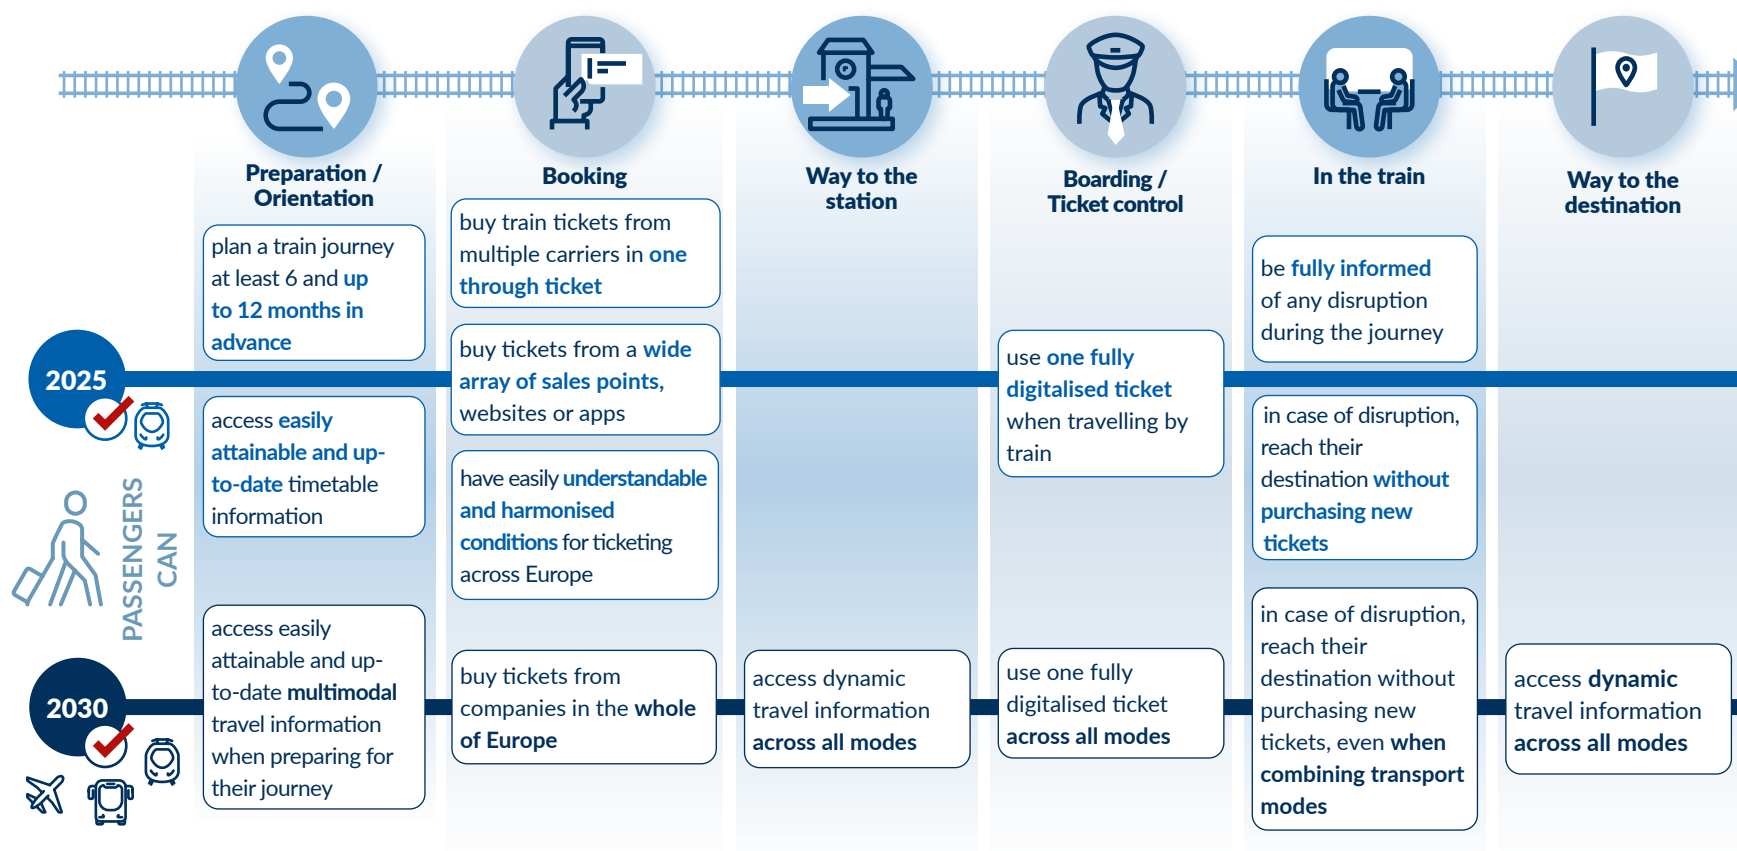 Preparation /
Orientation
Booking
Way to the
station
Boarding /
Ticket control
In the train
Way to the
destination
2025
plan a train journey
at least 6 and up
to 12 months in
advance
access easily
attainable and up-
to-date timetable
information
buy train tickets from
multiple carriers in one
through ticket
buy tickets from a wide
array of sales points,
websites or apps
have easily understandable
and harmonised
conditions for ticketing
across Europe
use one fully
digitalised ticket
when travelling by
train
be fully informed
of any disruption
during the journey
in case of disruption,
reach their
destination without
purchasing new
tickets
PASSENGERS
CAN
2030
access easily
attainable and up-
to-date multimodal
travel information
when preparing for
their journey
buy tickets from
companies in the whole
of Europe
access dynamic
travel information
across all modes
use one fully
digitalised ticket
across all modes
in case of disruption,
reach their
destination without
purchasing new
tickets, even when
combining transport
modes
access dynamic
travel information
across all modes